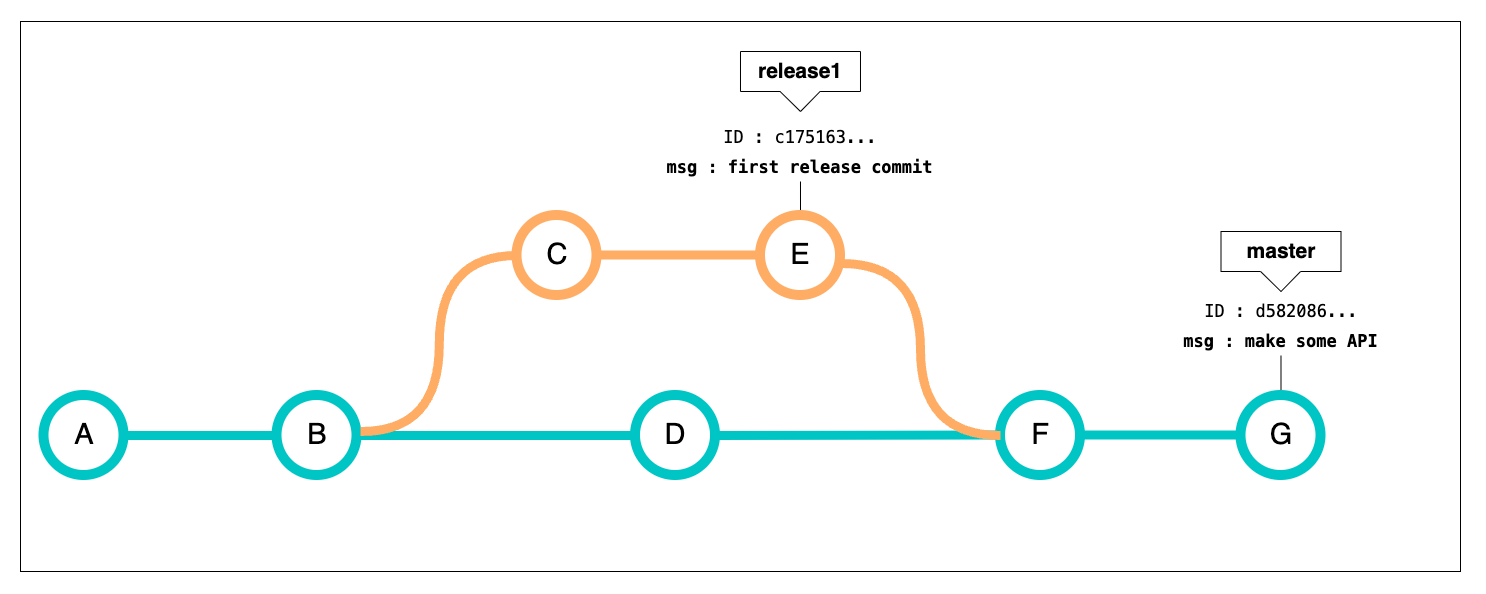 release1
ID : c175163...
msg : first release commit
C
E
master
ID : d582086...
msg : make some API
A
B
D
F
G